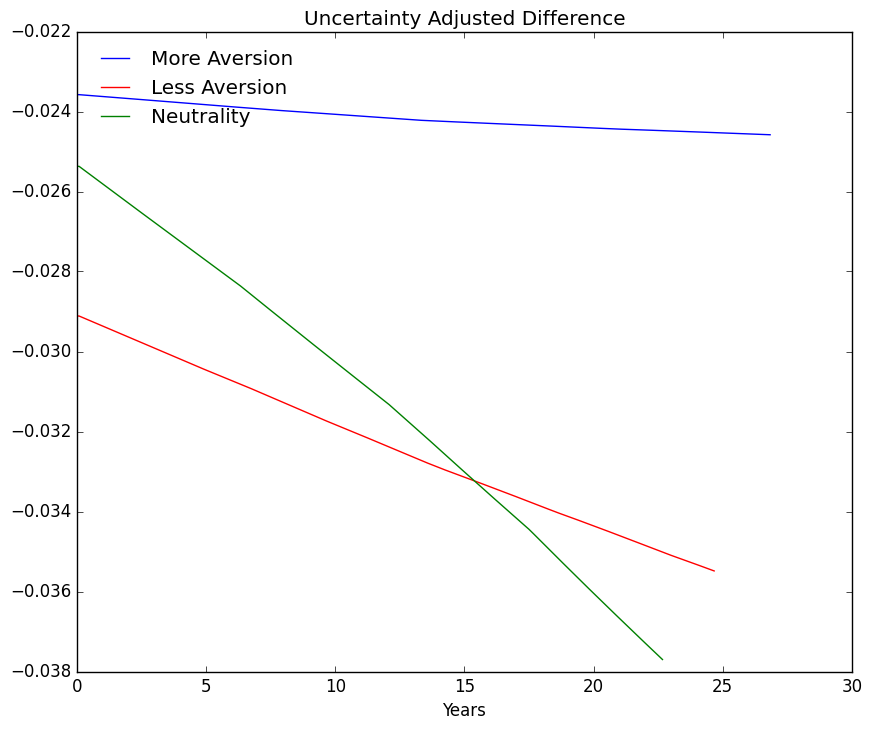 Uncertainty Adjusted Difference
More Aversion
Less Aversion
Neutrality
−0.022
−0.024
−0.026
−0.028
−0.030
−0.032
−0.034
−0.036
−0.038
0 5 10 15 20 25 30
Years